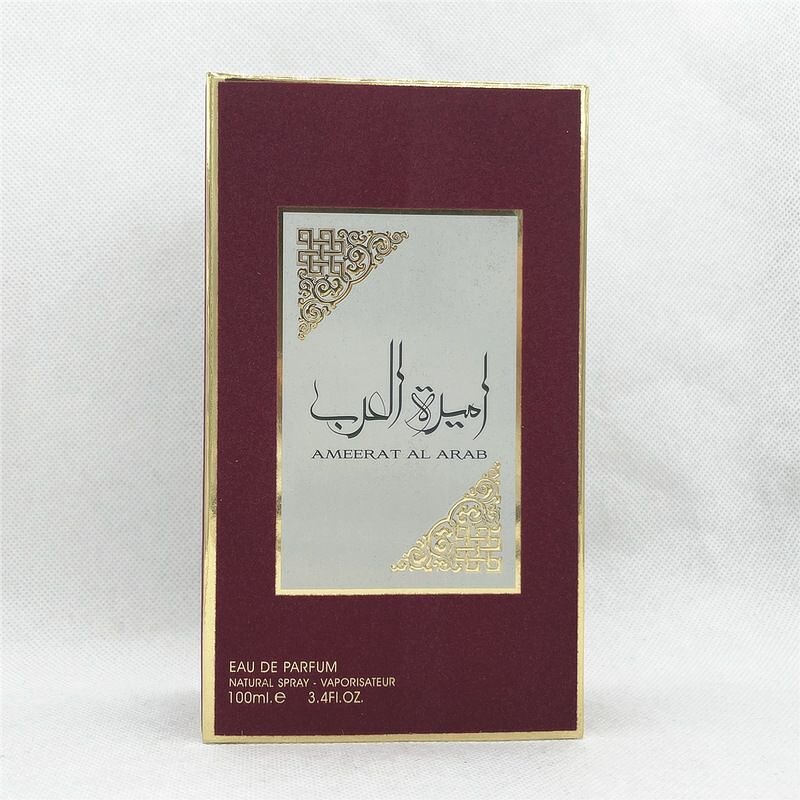 اميرة العرب
AMEERAT AL ARAB
EAU DE PARFUM
NATURAL SPRAY - VAPORISATEUR
100ml.e 3.4Fl.OZ.